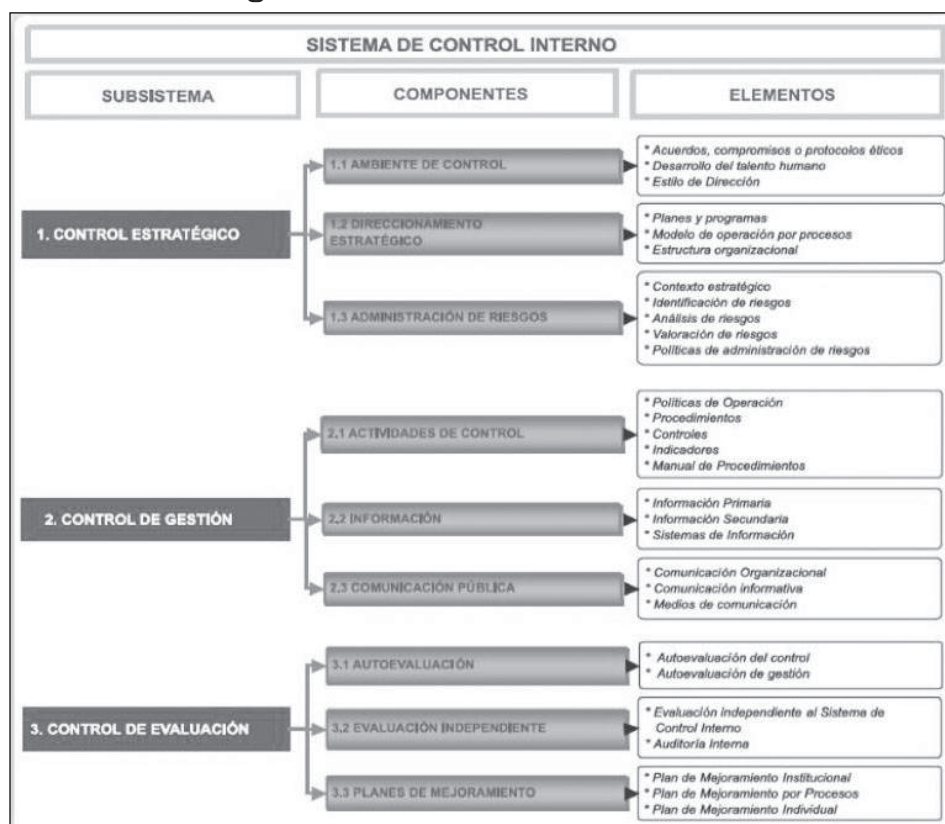 SISTEMA DE CONTROL INTERNO
SUBSISTEMA
COMPONENTES
ELEMENTOS
1. CONTROL ESTRATÉGICO
1.1 AMBIENTE DE CONTROL
* Acuerdos, compromisos o protocolos éticos
* Desarrollo del talento humano
* Estilo de Dirección
1.2 DIRECCIONAMIENTO
ESTRATÉGICO
* Planes y programas
* Modelo de operación por procesos
* Estructura organizacional
1.3 ADMINISTRACIÓN DE RIESGOS
* Contexto estratégico
* Identificación de riesgos
* Análisis de riesgos
* Valoración de riesgos
* Políticas de administración de riesgos
2. CONTROL DE GESTIÓN
2.1 ACTIVIDADES DE CONTROL
* Políticas de Operación
* Procedimientos
* Controles
* Indicadores
* Manual de Procedimientos
2.2 INFORMACIÓN
* Información Primaria
* Información Secundaria
* Sistemas de Información
2.3 COMUNICACIÓN PÚBLICA
* Comunicación Organizacional
* Comunicación informativa
* Medios de comunicación
3. CONTROL DE EVALUACIÓN
3.1 AUTOEVALUACIÓN
* Autoevaluación del control
* Autoevaluación de gestión
3.2 EVALUACIÓN INDEPENDIENTE
* Evaluación independiente al Sistema de
Control Interno
* Auditoría Interna
3.3 PLANES DE MEJORAMIENTO
* Plan de Mejoramiento Institucional
* Plan de Mejoramiento por Procesos
* Plan de Mejoramiento Individual